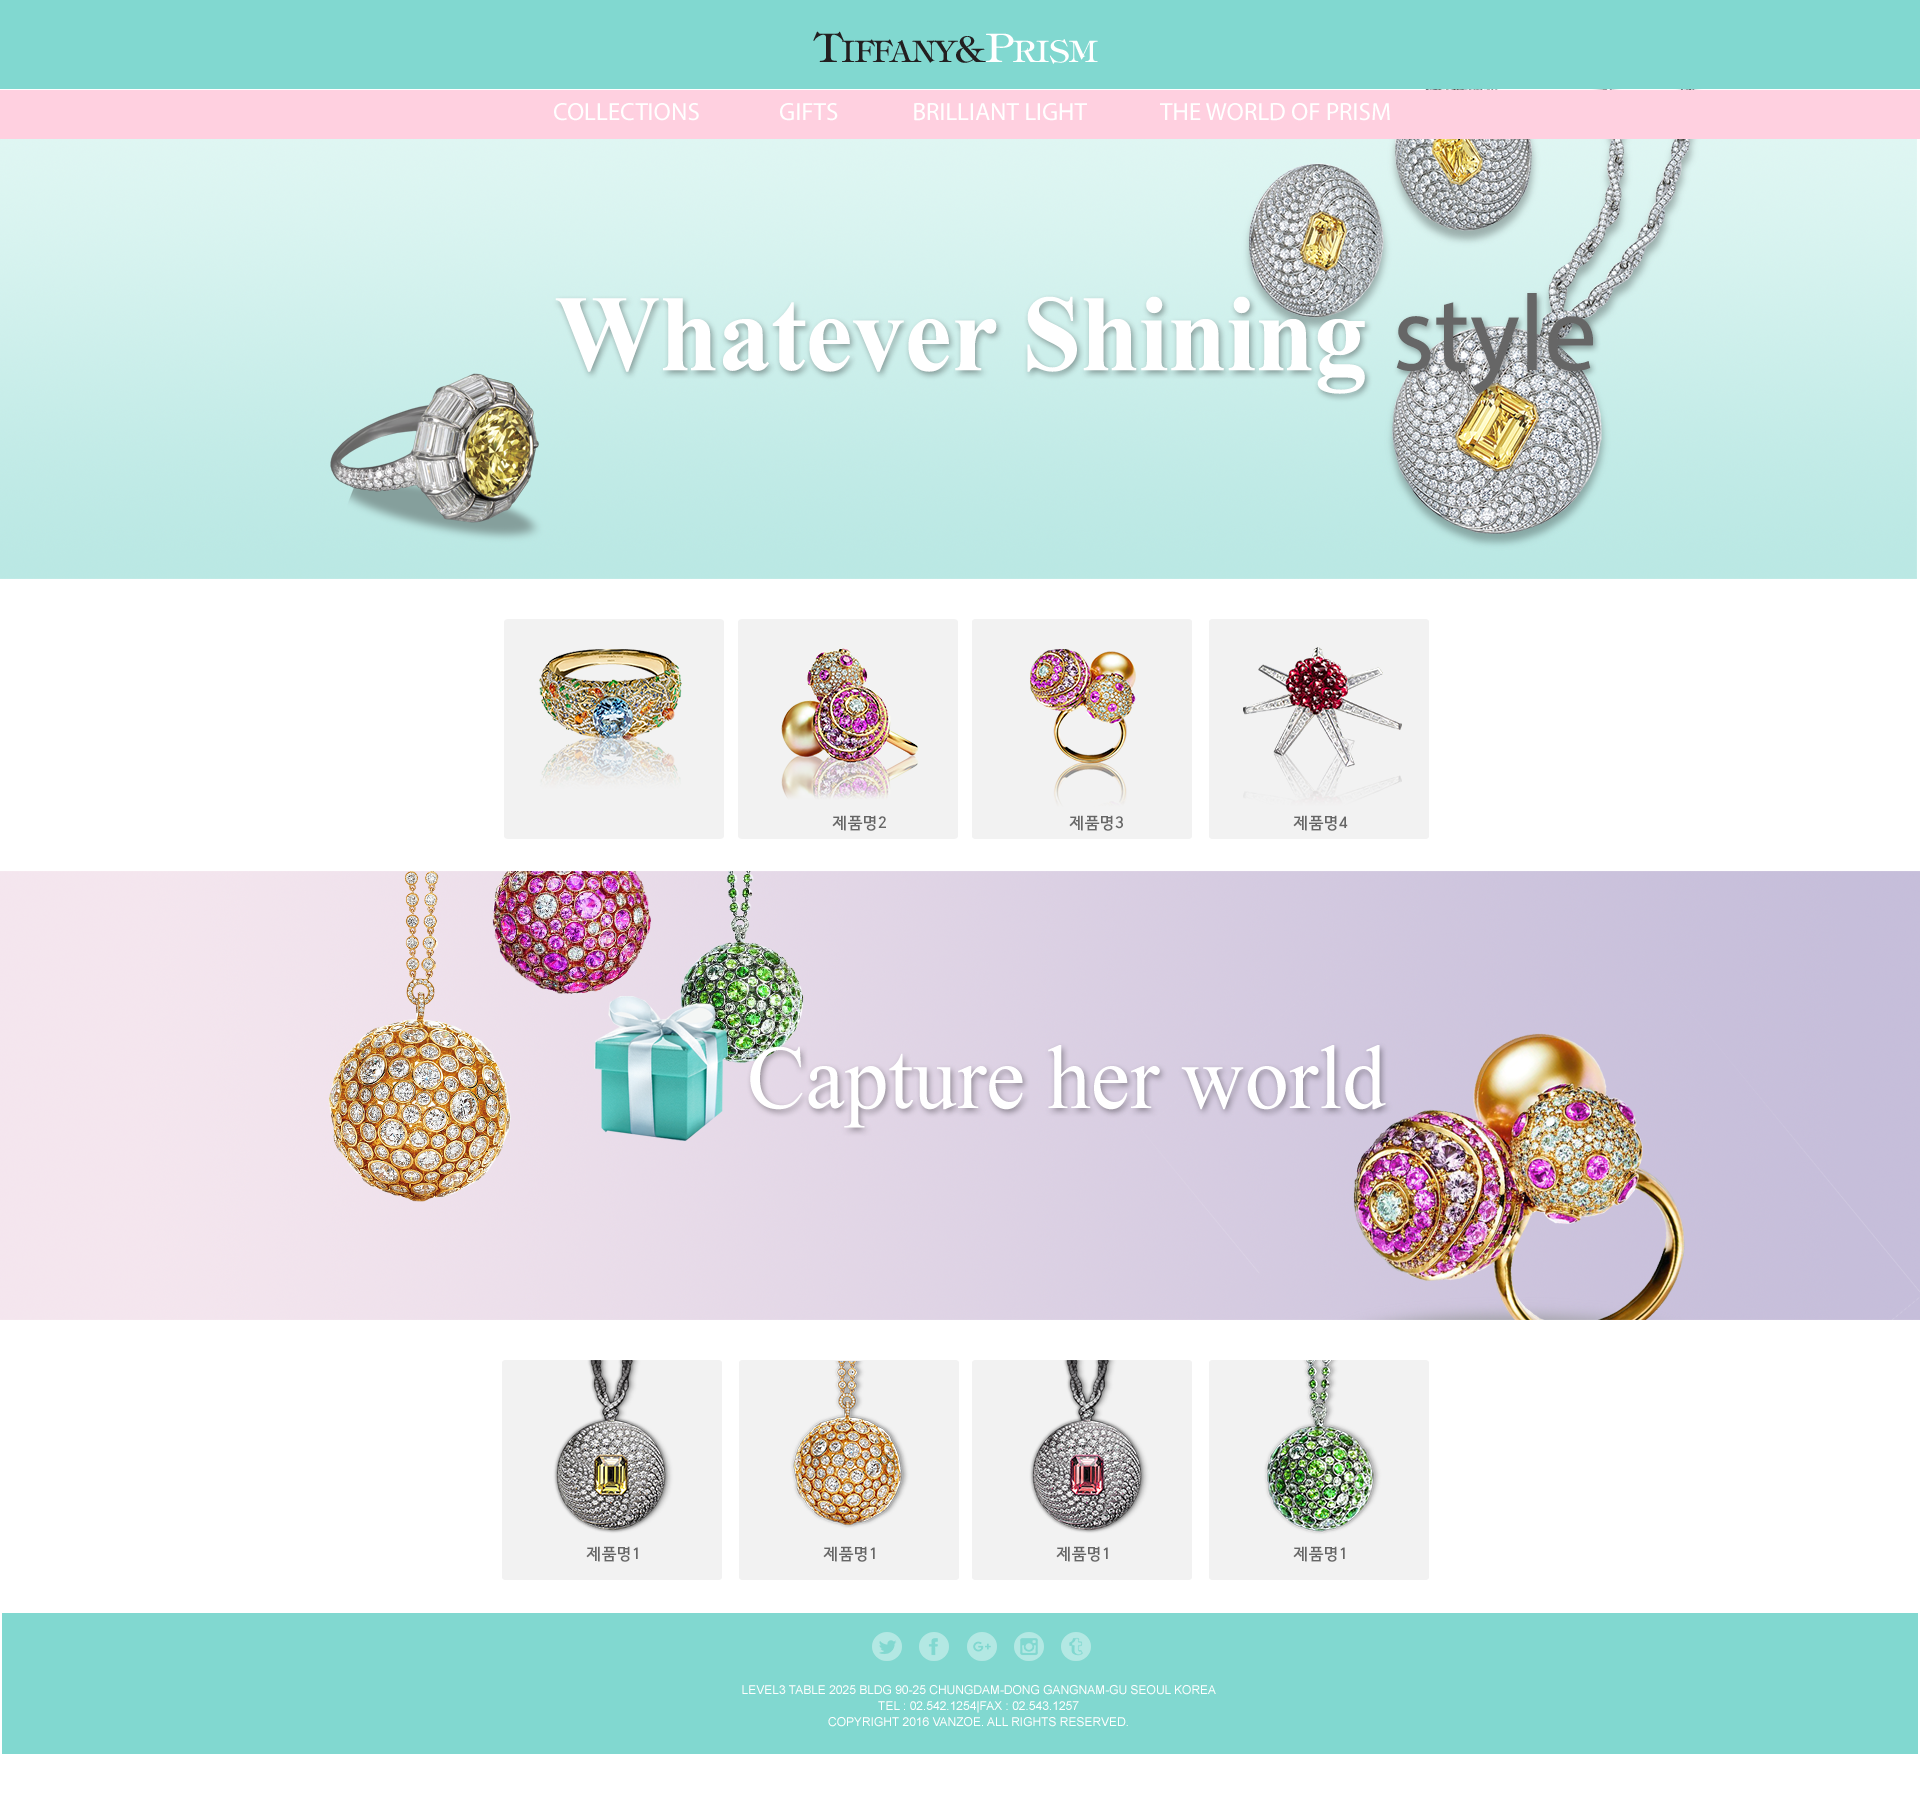 TIFFANY&PRISM
COLLECTIONS GIFTS BRILLIANT LIGHT THE WORLD OF PRISM
Whatever Shining style
제품명2 제품명3 제품명4
Capture her world
제품명1 제품명1 제품명1 제품명1
LEVEL3 TABLE 2025 BLDG 90-25 CHUNGDAM-DONG GANGNAM-GU SEOUL KOREA
TEL : 02.542.1254|FAX : 02.543.1257
COPYRIGHT 2016 VANZOE. ALL RIGHTS RESERVED.